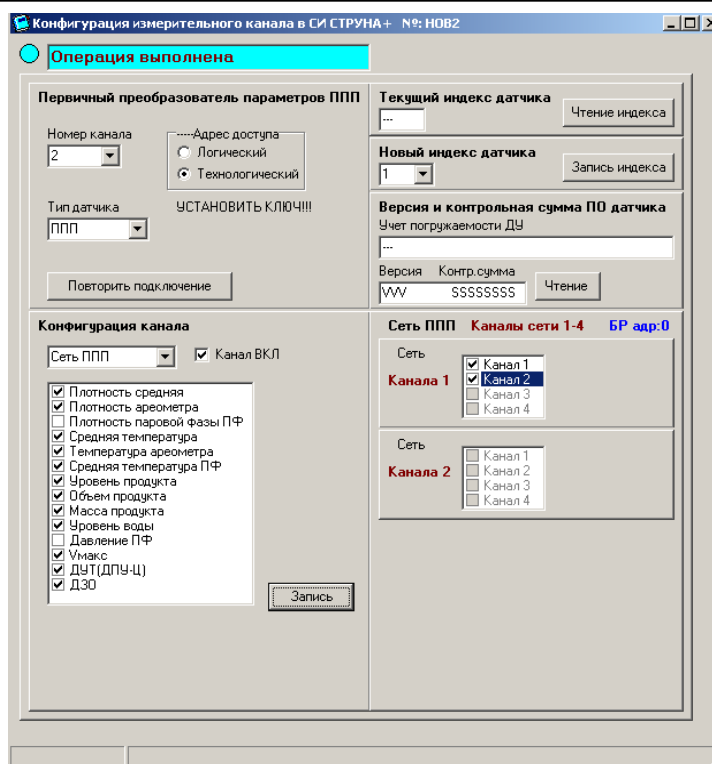 Конфигурация измерительного канала в СИ СТРУНА+ №: НОВ2
Операция выполнена
Первичный преобразователь параметров ППП
Номер канала
2
----Адрес доступа
Логический
Технологический
Тип датчика
ППП
УСТАНОВИТЬ КЛЮЧ!!!
Повторить подключение
Текущий индекс датчика
---
Чтение индекса
Новый индекс датчика
1
Запись индекса
Версия и контрольная сумма ПО датчика
Учет погружаемости ДУ
---
Версия Контр.сумма
VVV SSSSSSSS
Чтение
Конфигурация канала
Сеть ППП
Канал ВКЛ
Плотность средняя
Плотность ареометра
Плотность паровой фазы ПФ
Средняя температура
Температура ареометра
Средняя температура ПФ
Уровень продукта
Объем продукта
Масса продукта
Уровень воды
Давление ПФ
Vмакс
ДУТ(ДПУ-Ц)
ДЗО
Запись
Сеть ППП Каналы сети 1-4 БР адр:0
Сеть
Канала 1
Канал 1
Канал 2
Канал 3
Канал 4
Сеть
Канала 2
Канал 1
Канал 2
Канал 3
Канал 4